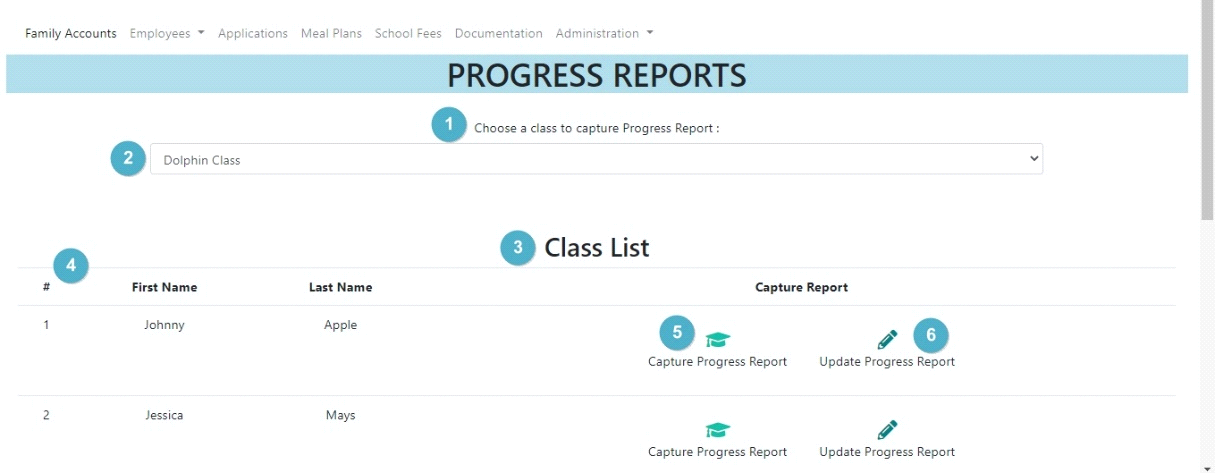 Family Accounts Employees Applications Meal Plans School Fees Documentation Administration
PROGRESS REPORTS
1 Choose a class to capture Progress Report :
2 Dolphin Class
3 Class List
4
# First Name Last Name Capture Report
1 Johnny Apple
5 6
Capture Progress Report Update Progress Report
2 Jessica Mays
Capture Progress Report Update Progress Report